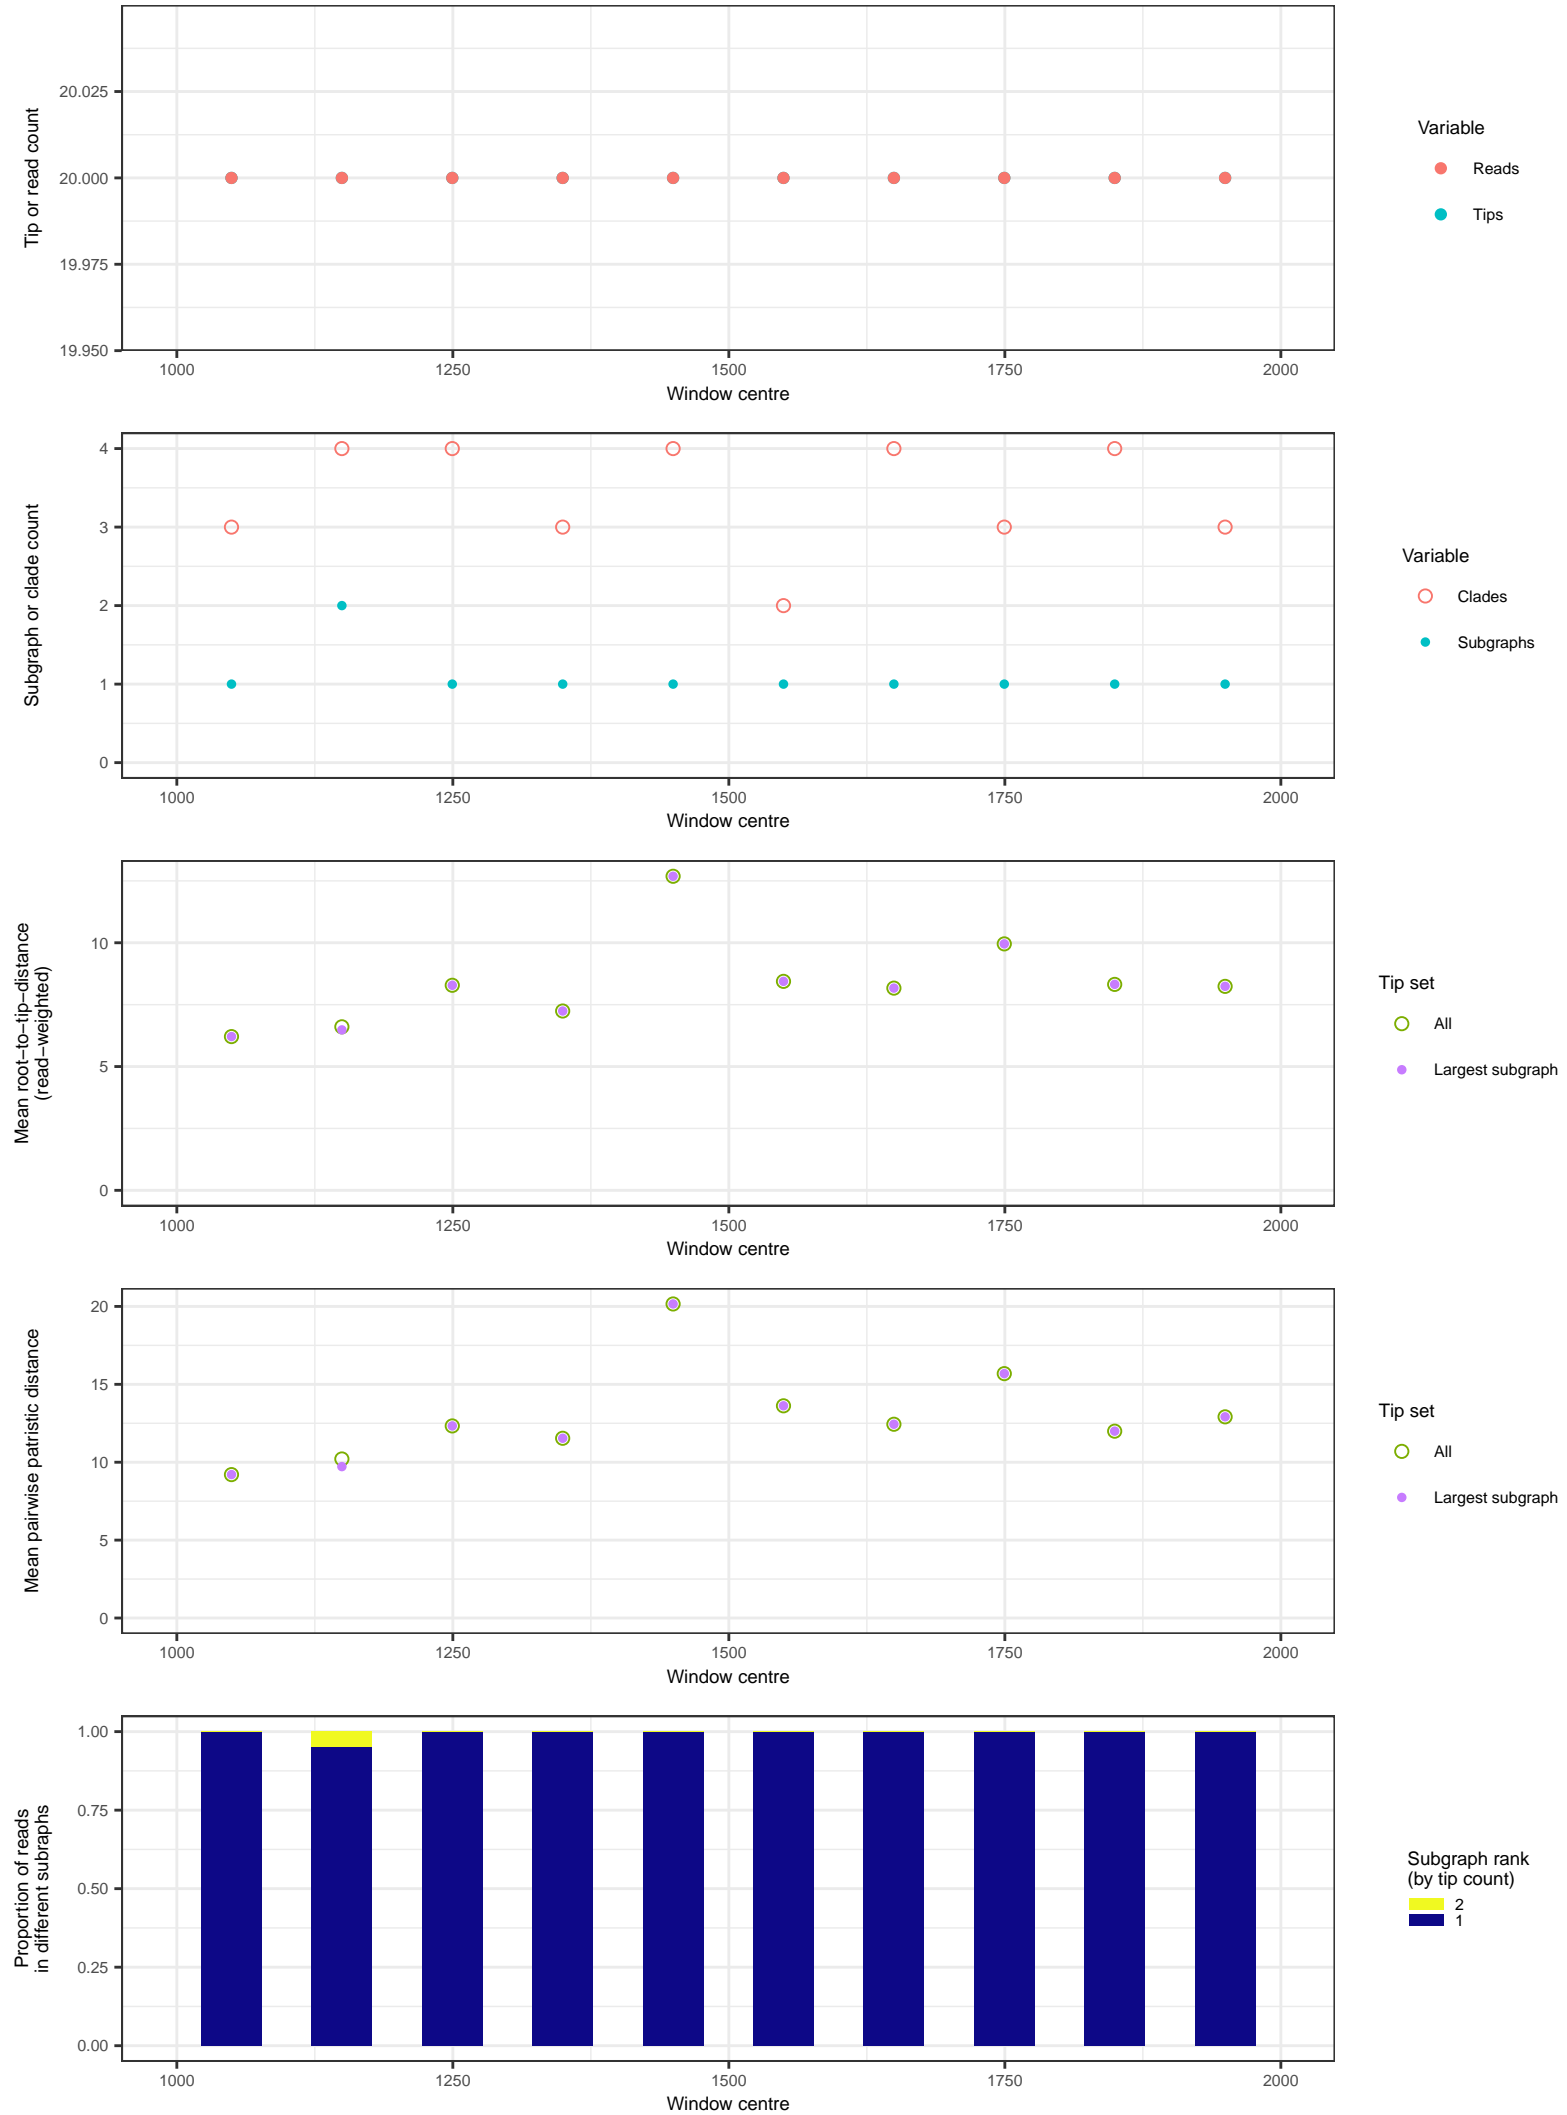 Tip or read count
20.025
20.000
19.975
19.950
1000 1250 1500 1750 2000
Window centre
Variable
Reads
Tips
Subgraph or clade count
4
3
2
1
0
1000 1250 1500 1750 2000
Window centre
Variable
Clades
Subgraphs
Mean root−to−tip−distance
(read−weighted)
10
5
0
1000 1250 1500 1750 2000
Window centre
Tip set
All
Largest subgraph
Mean pairwise patristic distance
20
15
10
5
0
1000 1250 1500 1750 2000
Window centre
Tip set
All
Largest subgraph
Proportion of reads
in different subraphs
1.00
0.75
0.50
0.25
0.00
1000 1250 1500 1750 2000
Window centre
Subgraph rank
(by tip count)
2
1